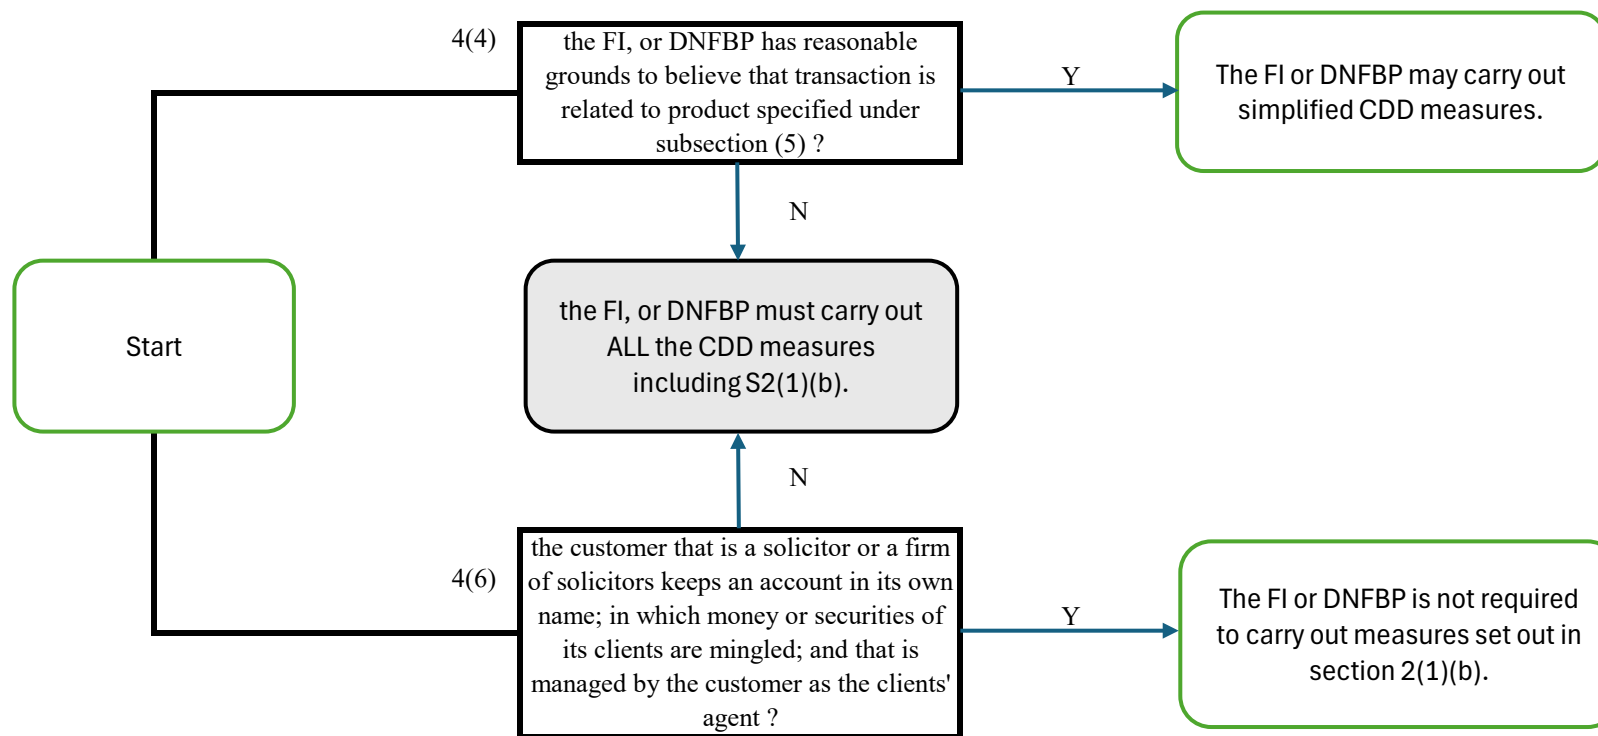 4(4)
the FI, or DNFBP has reasonable
grounds to believe that transaction is
related to product specified under
subsection (5) ?
Y
The FI or DNFBP may carry out
simplified CDD measures.
N
Start
the FI, or DNFBP must carry out
ALL the CDD measures
including S2(1)(b).
N
4(6)
the customer that is a solicitor or a firm
of solicitors keeps an account in its own
name; in which money or securities of
its clients are mingled; and that is
managed by the customer as the clients'
agent ?
Y
The FI or DNFBP is not required
to carry out measures set out in
section 2(1)(b).